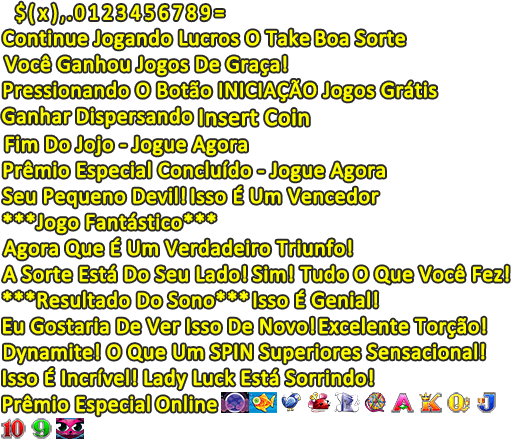 $(x),.0123456789=
Continue Jogando Lucros O Take Boa Sorte
Você Ganhou Jogos De Graça!
Pressionando O Botão INICIAÇÃO Jogos Grátis
Ganhar Dispersando Insert Coin
Fim Do Jojo - Jogue Agora
Prêmio Especial Concluído - Jogue Agora
Seu Pequeno Devil! Isso É Um Vencedor
***Jogo Fantástico***
Agora Que É Um Verdadeiro Triunfo!
A Sorte Está Do Seu Lado! Sim! Tudo O Que Você Fez!
***Resultado Do Sono*** Isso É Genial!
Eu Gostaria De Ver Isso De Novo! Excelente Torção!
Dynamite! O Que Um SPIN Superiores Sensacional!
Isso É Incrível! Lady Luck Está Sorrindo!
Prêmio Especial Online A K Q J
10 9